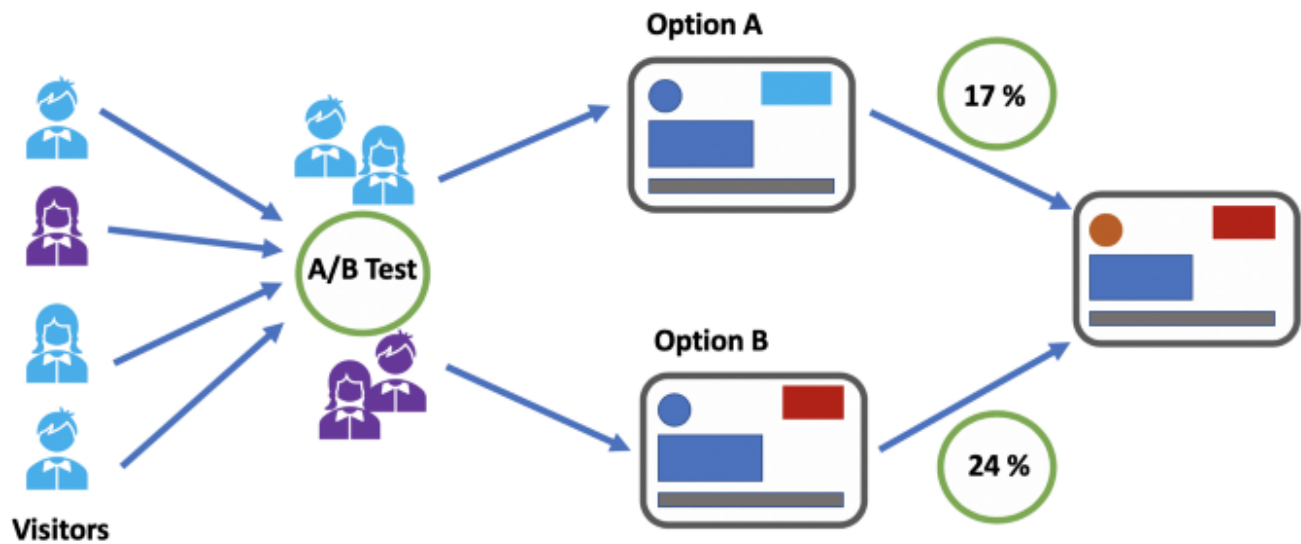 Option A
17 %
A/B Test
Option B
24 %
Visitors